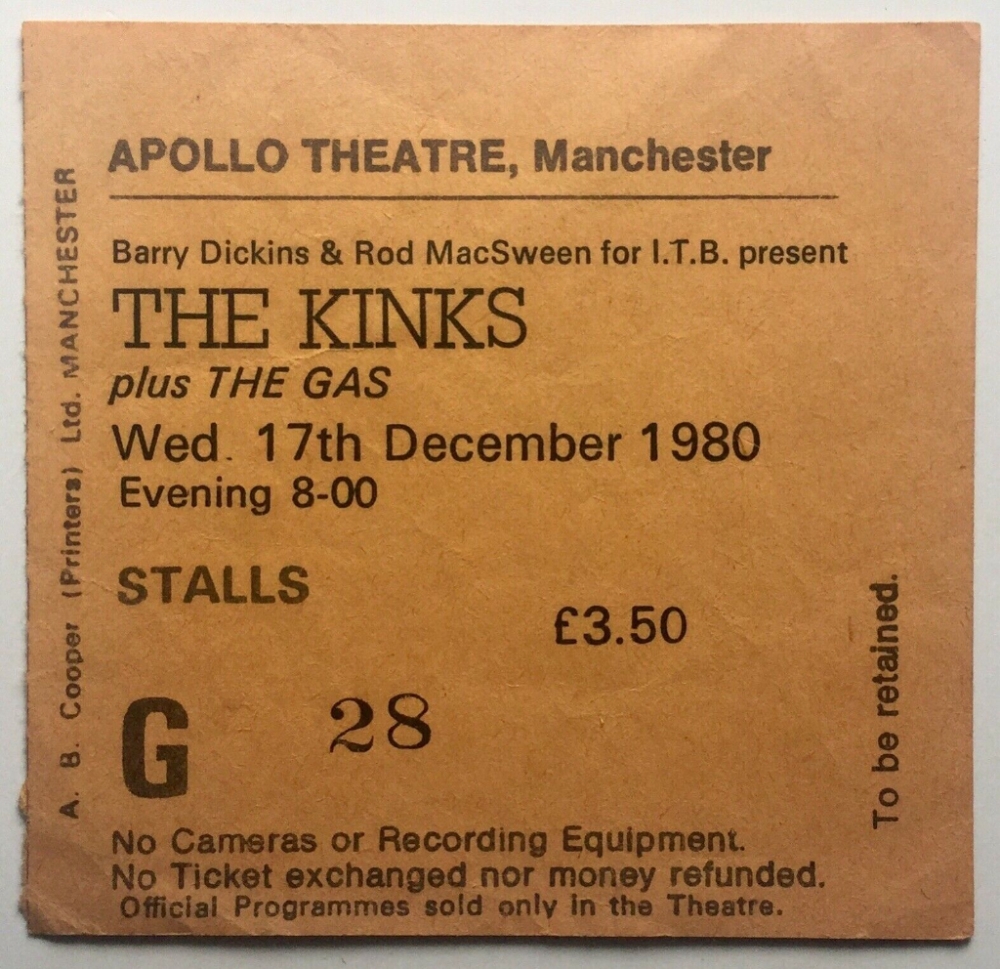 APOLLO THEATRE, Manchester
Barry Dickins & Rod MacSween for I.T.B. present
THE KINKS
plus THE GAS
Wed. 17th December 1980
Evening 8-00
STALLS
£3.50
G 28
No Cameras or Recording Equipment.
No Ticket exchanged nor money refunded.
Official Programmes sold only in the Theatre.
A. B. Cooper (Printers) Ltd. MANCHESTER
To be retained.